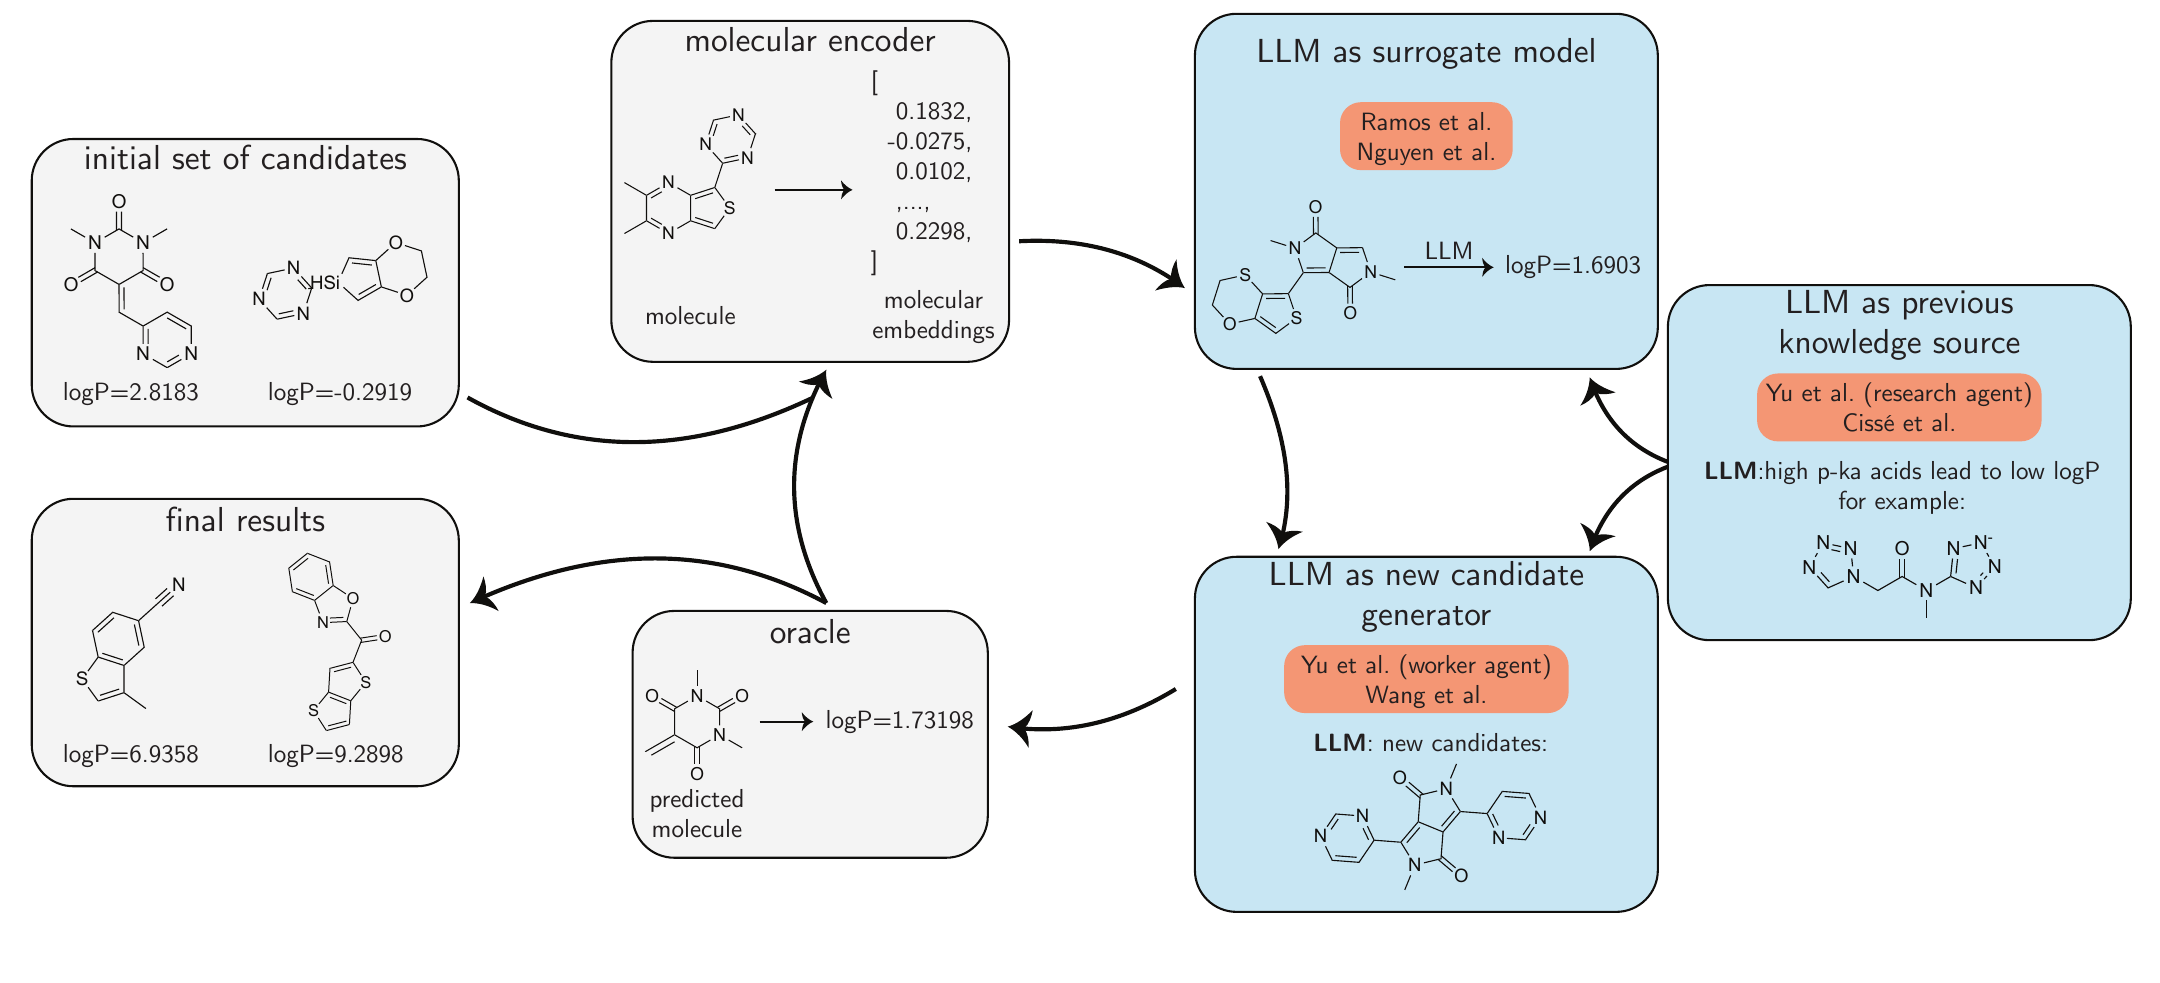 initial set of candidates
O
N
N
O
O
N
N
logP=2.8183
N
N
N
HSi
O
O
logP=-0.2919
molecular encoder
N
N
N
N
S
N
molecule
[
0.1832,
-0.0275,
0.0102,
,...,
0.2298,
]
molecular
embeddings
LLM as surrogate model
Ramos et al.
Nguyen et al.
O
N
S
N
O
S
O
LLM
logP=1.6903
LLM as previous
knowledge source
Yu et al. (research agent)
Cissé et al.
LLM:high p-ka acids lead to low logP
for example:
N
N
N
N
O
N
N
N-
N
N
LLM as new candidate
generator
Yu et al. (worker agent)
Wang et al.
LLM: new candidates:
O
N
N
N
N
N
N
O
oracle
O
N
O
N
O
logP=1.73198
predicted
molecule
final results
N
S
logP=6.9358
O
N
O
S
S
logP=9.2898